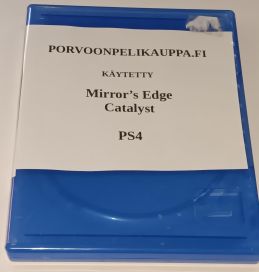 PORVOONPELIKAUPPA.FI
KÄYTETTY
Mirror's Edge
Catalyst
PS4